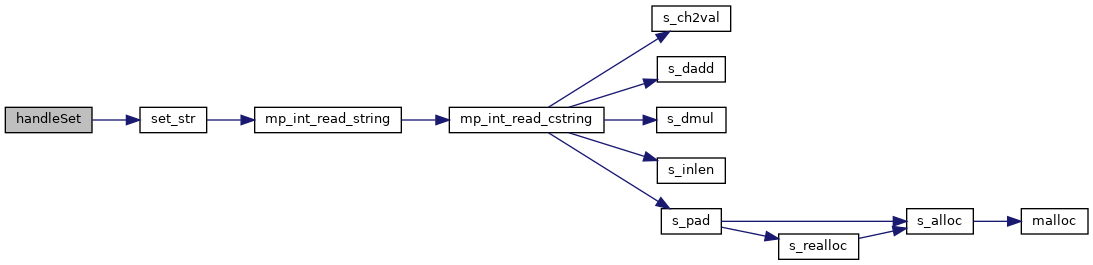 handleSet
set_str
mp_int_read_string
mp_int_read_cstring
s_ch2val
s_dadd
s_dmul
s_inlen
s_pad
s_realloc
s_alloc
malloc